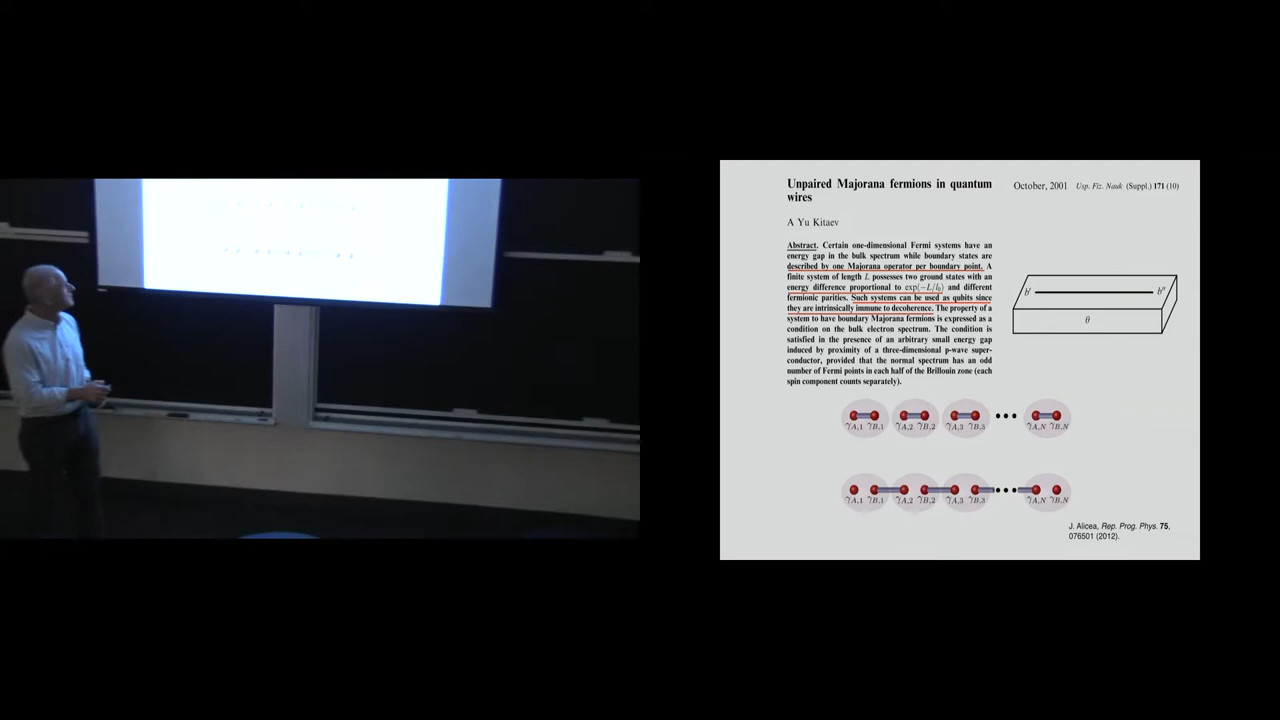 Unpaired Majorana fermions in quantum
wires
October, 2001 Usp. Fiz. Nauk (Suppl.) 171 (10)
A Yu Kitaev
Abstract. Certain one-dimensional Fermi systems have an
energy gap in the bulk spectrum while boundary states are
described by one Majorana operator per boundary point. A
finite system of length L possesses two ground states with an
energy difference proportional to exp(−L/l₀) and different
fermionic parities. Such systems can be used as qubits since
they are intrinsically immune to decoherence. The property of a
system to have boundary Majorana fermions is expressed as a
condition on the bulk electron spectrum. The condition is
satisfied in the presence of an arbitrary small energy gap
induced by proximity of a three-dimensional p-wave super-
conductor, provided that the normal spectrum has an odd
number of Fermi points in each half of the Brillouin zone (each
spin component counts separately).
b′ b″
θ
γA,1 γB,1 γA,2 γB,2 γA,3 γB,3 ••• γA,N γB,N
γA,1 γB,1 γA,2 γB,2 γA,3 γB,3 ••• γA,N γB,N
J. Alicea, Rep. Prog. Phys. 75,
076501 (2012).